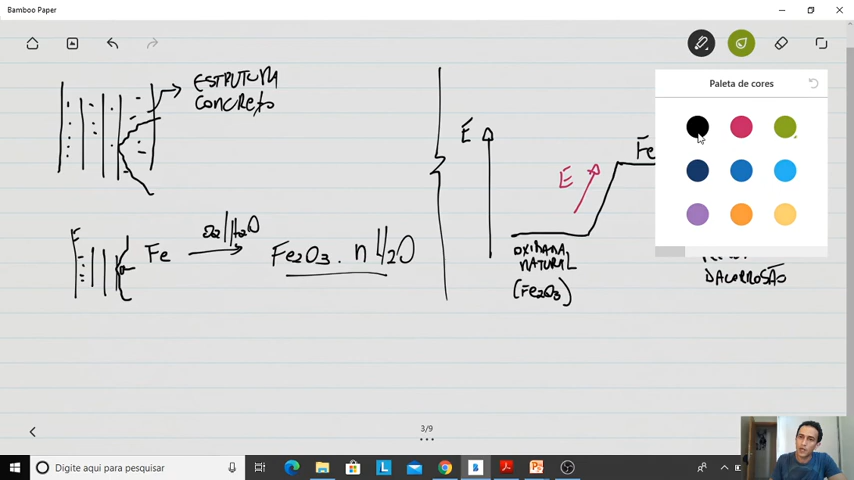 Bamboo Paper
Paleta de cores
ESTRUTURA
CONCRETO
E
E
Fe
Fe
O2/H2O
Fe2O3 . n H2O
OXIDAÇÃO
NATURAL
(Fe2O3)
DA CORROSÃO
3/9
Digite aqui para pesquisar